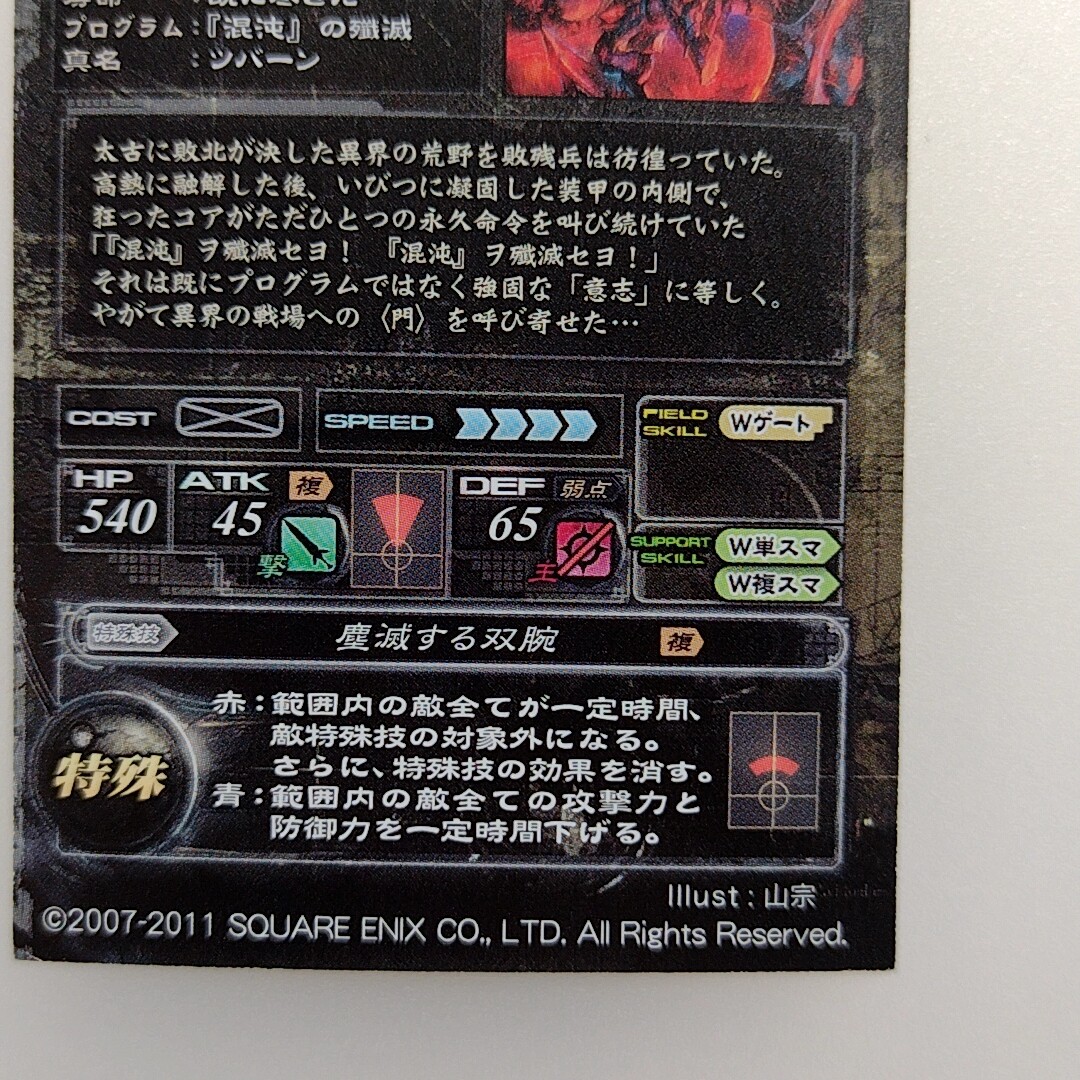 プログラム:『混沌』の殲滅
真名 :シバーン
太古に敗北が決した異界の荒野を敗残兵は彷徨っていた。
高熱に融解した後、いびつに凝固した装甲の内側で、
狂ったコアがただひとつの永久命令を叫び続けていた
「『混沌』ヲ殲滅セヨ! 『混沌』ヲ殲滅セヨ!」
それは既にプログラムではなく強固な「意志」に等しく。
やがて異界の戦場への〈門〉を呼び寄せた…
COST
SPEED
FIELD SKILL Wゲート
HP 540
ATK 複 45 撃
DEF 弱点 65 王
SUPPORT SKILL W単スマ
W複スマ
特殊技 塵滅する双腕 複
特殊
赤:範囲内の敵全てが一定時間、
敵特殊技の対象外になる。
さらに、特殊技の効果を消す。
青:範囲内の敵全ての攻撃力と
防御力を一定時間下げる。
Illust : 山宗
©2007-2011 SQUARE ENIX CO., LTD. All Rights Reserved.